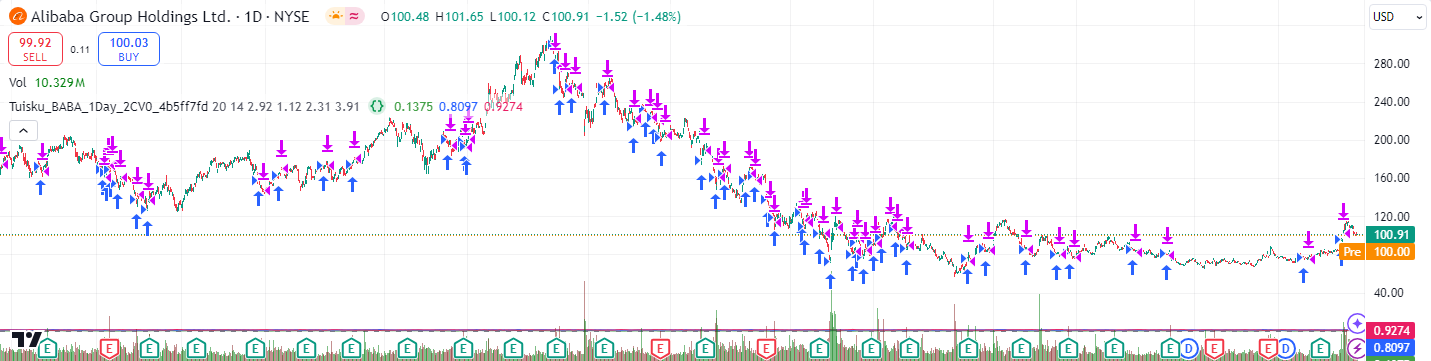 Alibaba Group Holdings Ltd. · 1D · NYSE O100.48 H101.65 L100.12 C100.91 −1.52 (−1.48%) USD
99.92 SELL 0.11 100.03 BUY
Vol 10.329M
Tuisku_BABA_1Day_2CV0_4b5ff7fd 20 14 2.92 1.12 2.31 3.91 {} 0.1375 0.8097 0.9274
280.00
240.00
200.00
160.00
120.00
100.91
Pre 100.00
40.00
0.9274
0.8097
E E E E E E E E E E E E E E E E E E E E E E D E E D E